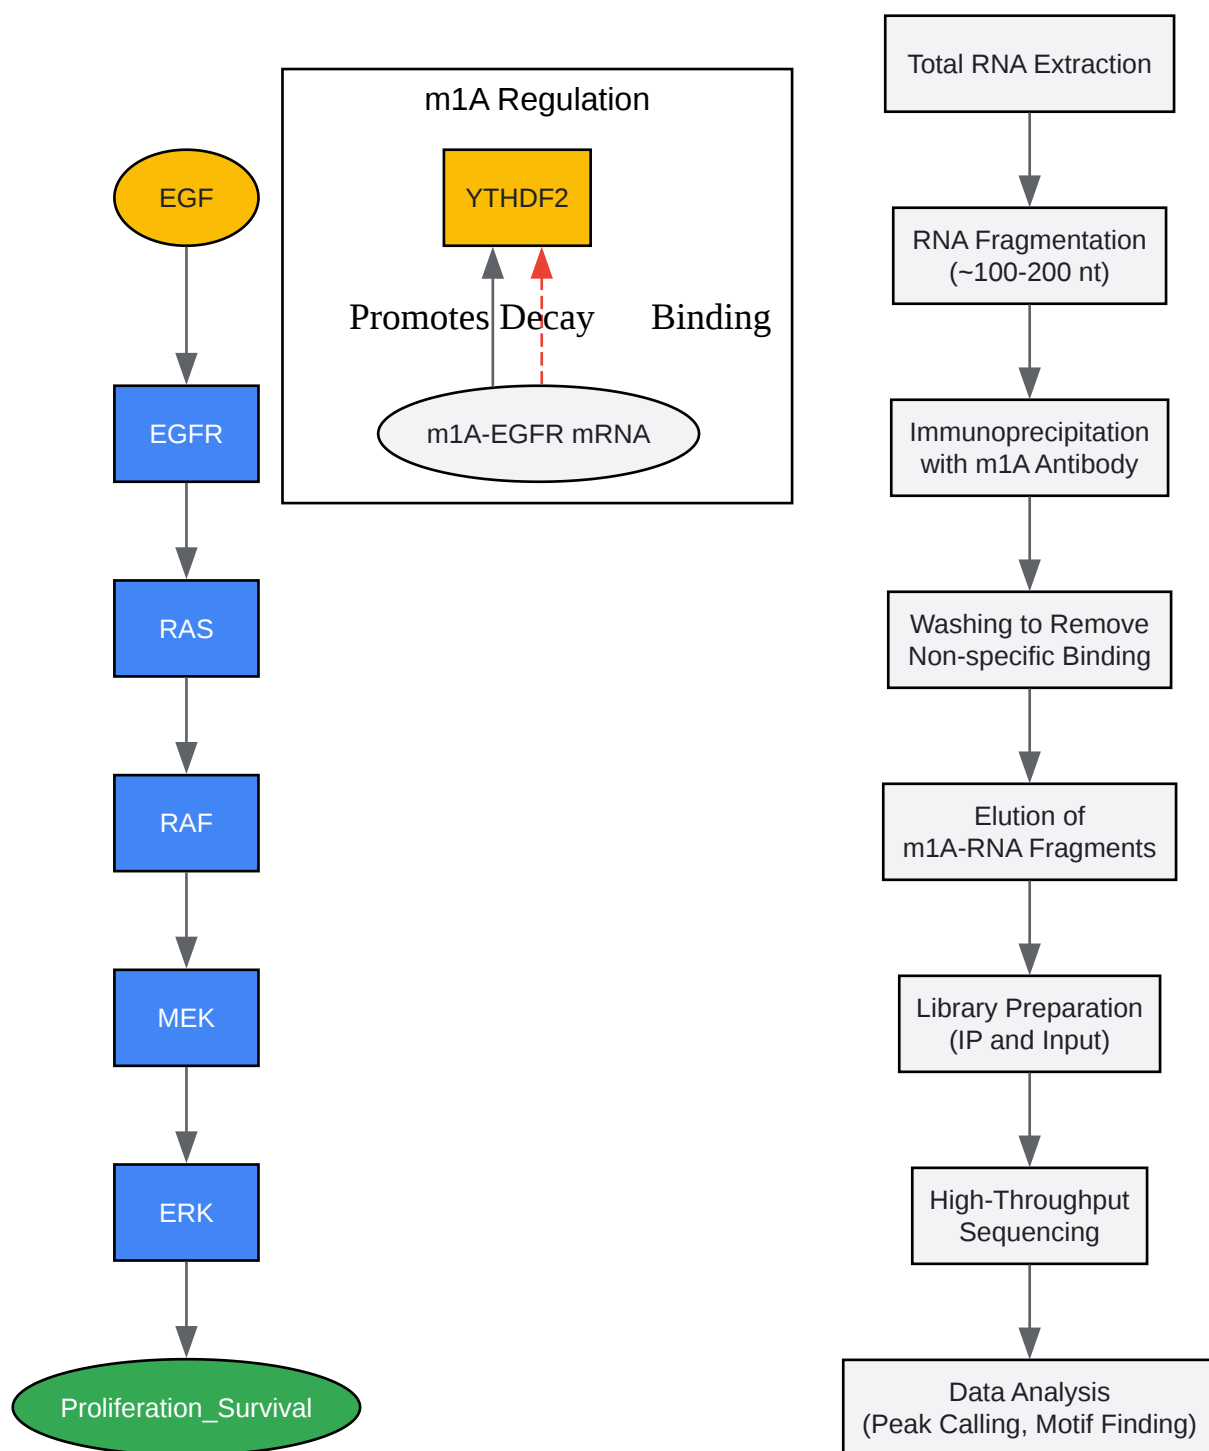 EGF
EGFR
RAS
RAF
MEK
ERK
Proliferation_Survival
m1A Regulation
YTHDF2
Promotes Decay
Binding
m1A-EGFR mRNA
Total RNA Extraction
RNA Fragmentation
(~100-200 nt)
Immunoprecipitation
with m1A Antibody
Washing to Remove
Non-specific Binding
Elution of
m1A-RNA Fragments
Library Preparation
(IP and Input)
High-Throughput
Sequencing
Data Analysis
(Peak Calling, Motif Finding)